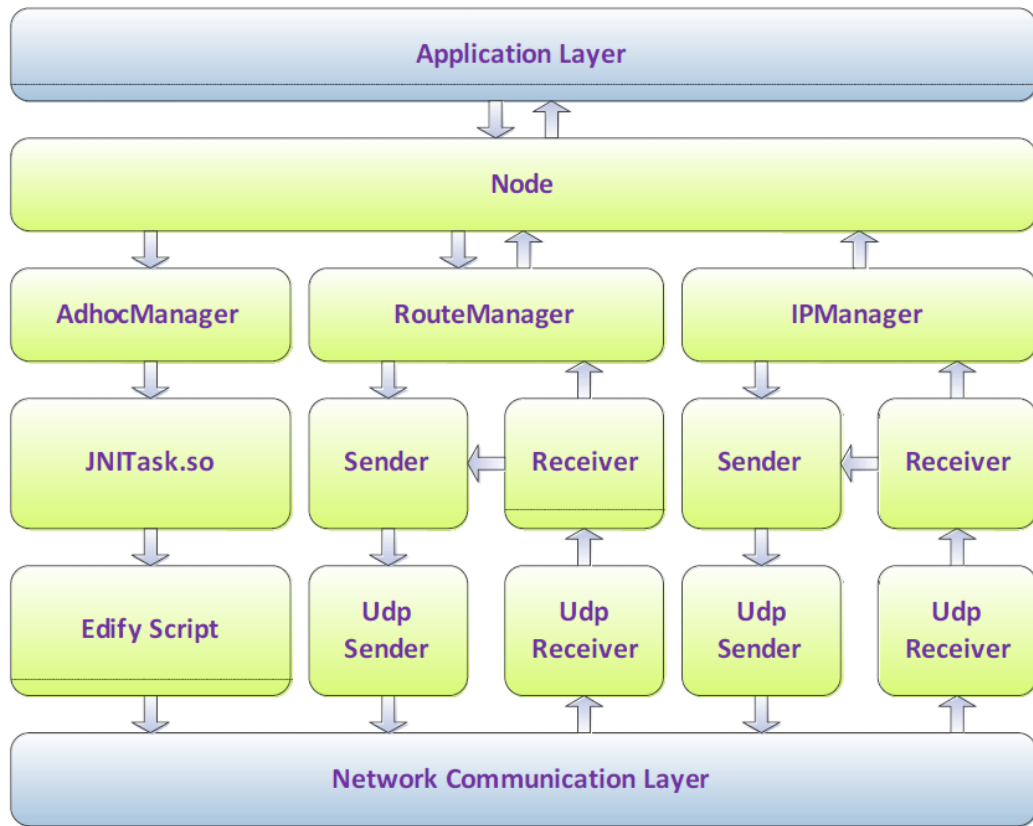 Application Layer
Node
AdhocManager
RouteManager
IPManager
JNITask.so
Sender
Receiver
Sender
Receiver
Edify Script
Udp
Sender
Udp
Receiver
Udp
Sender
Udp
Receiver
Network Communication Layer